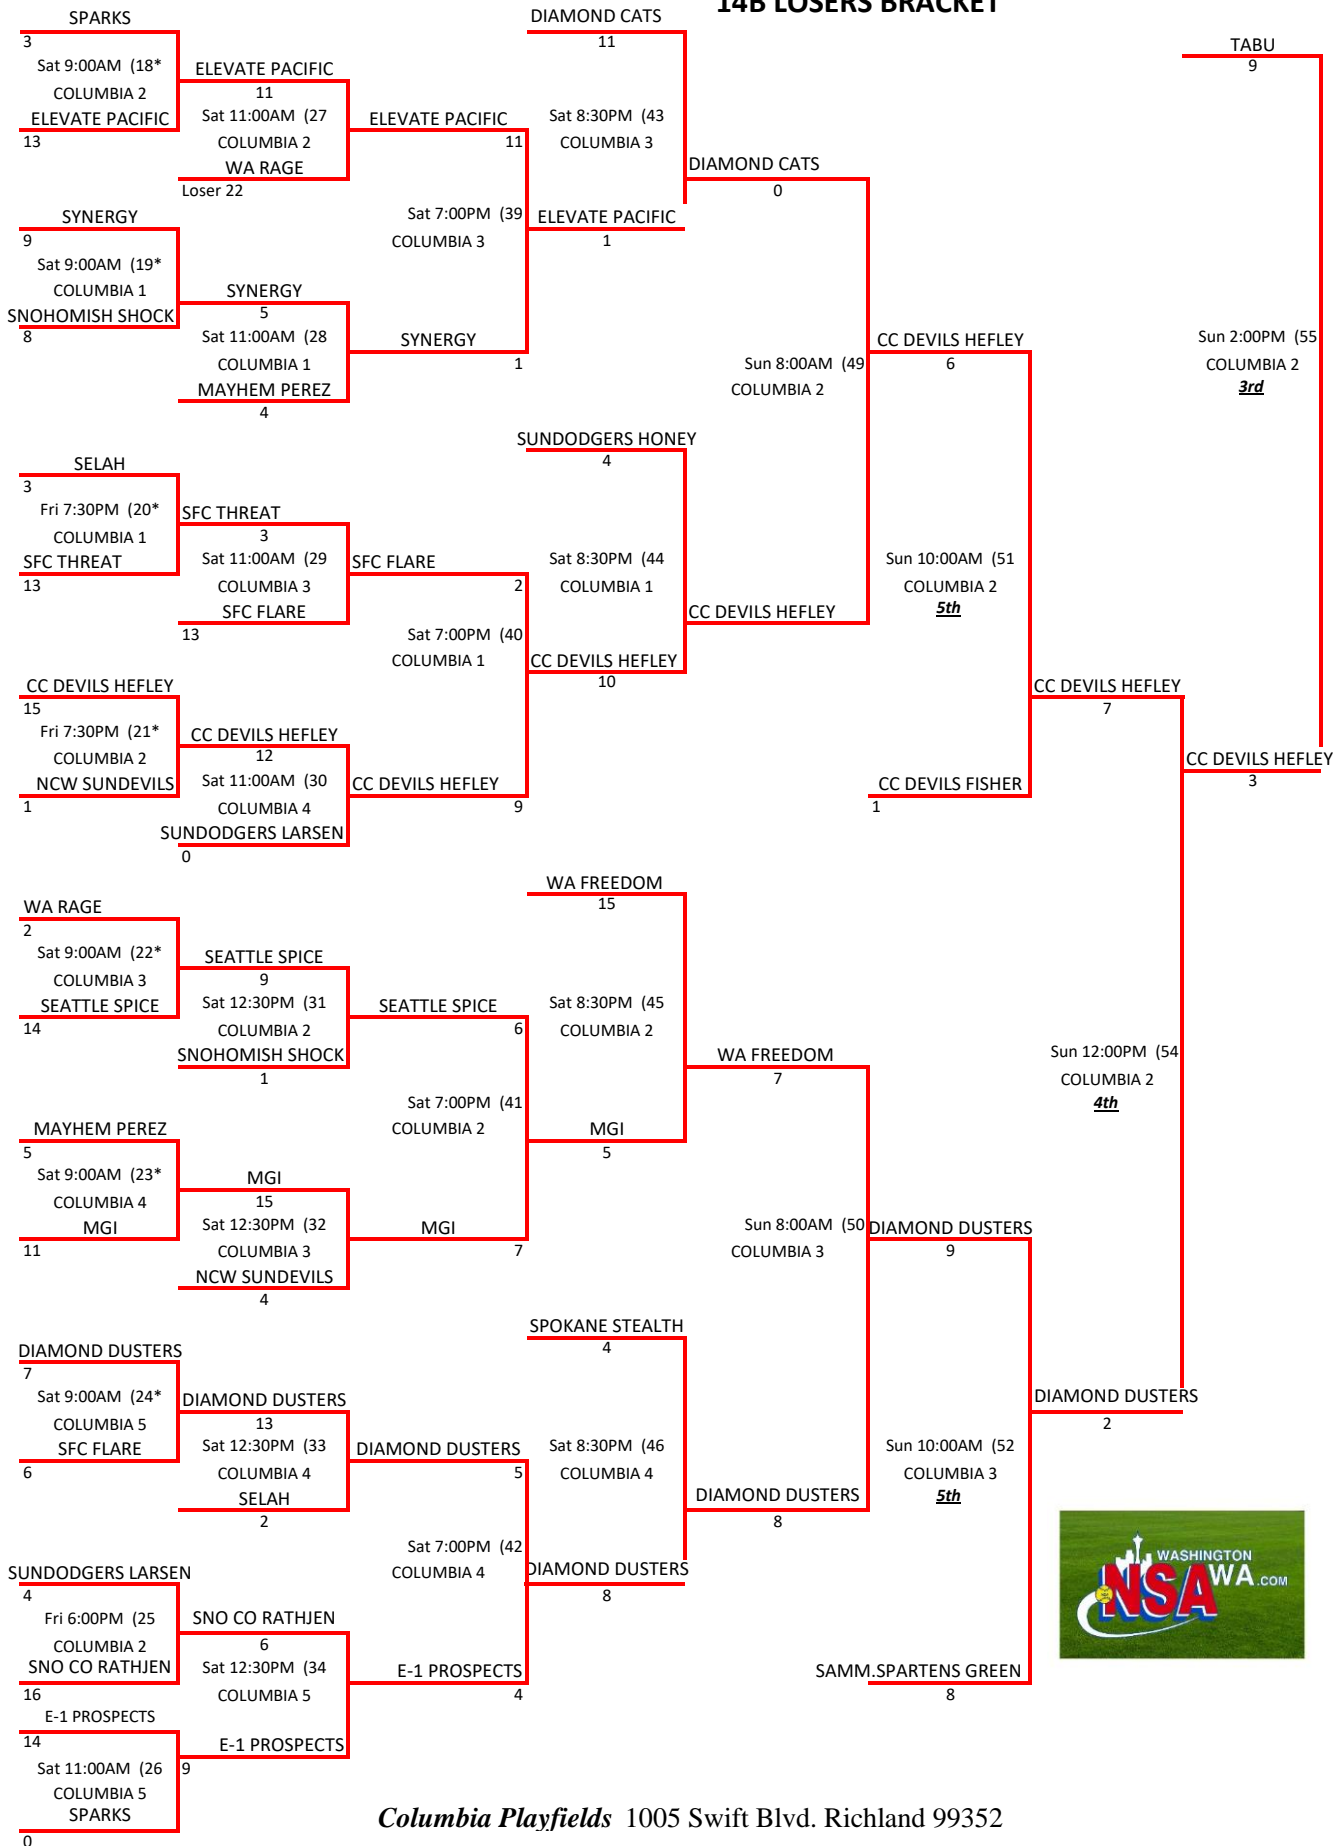 14B LOSERS BRACKET
SPARKS
3
Sat 9:00AM (18*
COLUMBIA 2
ELEVATE PACIFIC
13
ELEVATE PACIFIC
11
Sat 11:00AM (27
COLUMBIA 2
WA RAGE
Loser 22
SYNERGY
9
Sat 9:00AM (19*
COLUMBIA 1
SNOHOMISH SHOCK
8
SYNERGY
5
Sat 11:00AM (28
COLUMBIA 1
MAYHEM PEREZ
4
ELEVATE PACIFIC
11
Sat 7:00PM (39
COLUMBIA 3
SYNERGY
1
DIAMOND CATS
11
Sat 8:30PM (43
COLUMBIA 3
ELEVATE PACIFIC
1
DIAMOND CATS
0
Sun 8:00AM (49
COLUMBIA 2
SELAH
3
Fri 7:30PM (20*
COLUMBIA 1
SFC THREAT
13
SFC THREAT
3
Sat 11:00AM (29
COLUMBIA 3
SFC FLARE
13
CC DEVILS HEFLEY
15
Fri 7:30PM (21*
COLUMBIA 2
NCW SUNDEVILS
1
CC DEVILS HEFLEY
12
Sat 11:00AM (30
COLUMBIA 4
SUNDODGERS LARSEN
0
SFC FLARE
2
Sat 7:00PM (40
COLUMBIA 1
CC DEVILS HEFLEY
9
SUNDODGERS HONEY
4
Sat 8:30PM (44
COLUMBIA 1
CC DEVILS HEFLEY
10
CC DEVILS HEFLEY
CC DEVILS HEFLEY
6
Sun 10:00AM (51
COLUMBIA 2
5th
CC DEVILS FISHER
1
CC DEVILS HEFLEY
7
TABU
9
Sun 2:00PM (55
COLUMBIA 2
3rd
CC DEVILS HEFLEY
3
WA RAGE
2
Sat 9:00AM (22*
COLUMBIA 3
SEATTLE SPICE
14
SEATTLE SPICE
9
Sat 12:30PM (31
COLUMBIA 2
SNOHOMISH SHOCK
1
MAYHEM PEREZ
5
Sat 9:00AM (23*
COLUMBIA 4
MGI
11
MGI
15
Sat 12:30PM (32
COLUMBIA 3
NCW SUNDEVILS
4
SEATTLE SPICE
6
Sat 7:00PM (41
COLUMBIA 2
MGI
7
WA FREEDOM
15
Sat 8:30PM (45
COLUMBIA 2
MGI
5
WA FREEDOM
7
Sun 8:00AM (50
COLUMBIA 3
Sun 12:00PM (54
COLUMBIA 2
4th
DIAMOND DUSTERS
7
Sat 9:00AM (24*
COLUMBIA 5
SFC FLARE
6
DIAMOND DUSTERS
13
Sat 12:30PM (33
COLUMBIA 4
SELAH
2
SUNDODGERS LARSEN
4
Fri 6:00PM (25
COLUMBIA 2
SNO CO RATHJEN
16
E-1 PROSPECTS
14
Sat 11:00AM (26
COLUMBIA 5
SPARKS
0
SNO CO RATHJEN
6
Sat 12:30PM (34
COLUMBIA 5
E-1 PROSPECTS
9
DIAMOND DUSTERS
5
Sat 7:00PM (42
COLUMBIA 4
E-1 PROSPECTS
4
SPOKANE STEALTH
4
Sat 8:30PM (46
COLUMBIA 4
DIAMOND DUSTERS
8
DIAMOND DUSTERS
8
DIAMOND DUSTERS
9
Sun 10:00AM (52
COLUMBIA 3
5th
SAMM.SPARTENS GREEN
8
DIAMOND DUSTERS
2
WASHINGTON
NSAWA.COM
Columbia Playfields 1005 Swift Blvd. Richland 99352